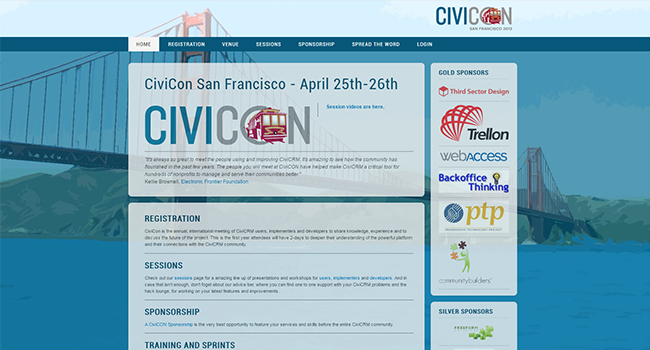 CIVICON
SAN FRANCISCO 2013
HOME REGISTRATION VENUE SESSIONS SPONSORSHIP SPREAD THE WORD LOGIN
CiviCon San Francisco - April 25th-26th
CIVICON
Session videos are here.
"It's always so great to meet the people using and improving CiviCRM. It's amazing to see how the community has
flourished in the past few years. The people you will meet at CiviCON have helped make CiviCRM a critical tool for
hundreds of nonprofits to manage and serve their communities better."
Kellie Brownell, Electronic Frontier Foundation
REGISTRATION
CiviCon is the annual, international meeting of CiviCRM users, implementers and developers to share knowledge, experience and to
discuss the future of the project. This is the first year attendees will have 2-days to deepen their understanding of the powerful platform
and their connections with the CiviCRM community.
SESSIONS
Check out our sessions page for a amazing line up of presentations and workshops for users, implementers and developers. And in
case that isn't enough, don't foget about our advice bar, where you can find one to one support with your CiviCRM problems and the
hack lounge, for working on your latest features and improvements.
SPONSORSHIP
A CiviCON Sponsorship is the very best opportunity to feature your services and skills before the entire CiviCRM community.
TRAINING AND SPRINTS
GOLD SPONSORS
Third Sector Design
Trellon
webaccess
Backoffice
Thinking
ptp
PROGRESSIVE TECHNOLOGY PROJECT
communitybuilders
SILVER SPONSORS
FREEFORM